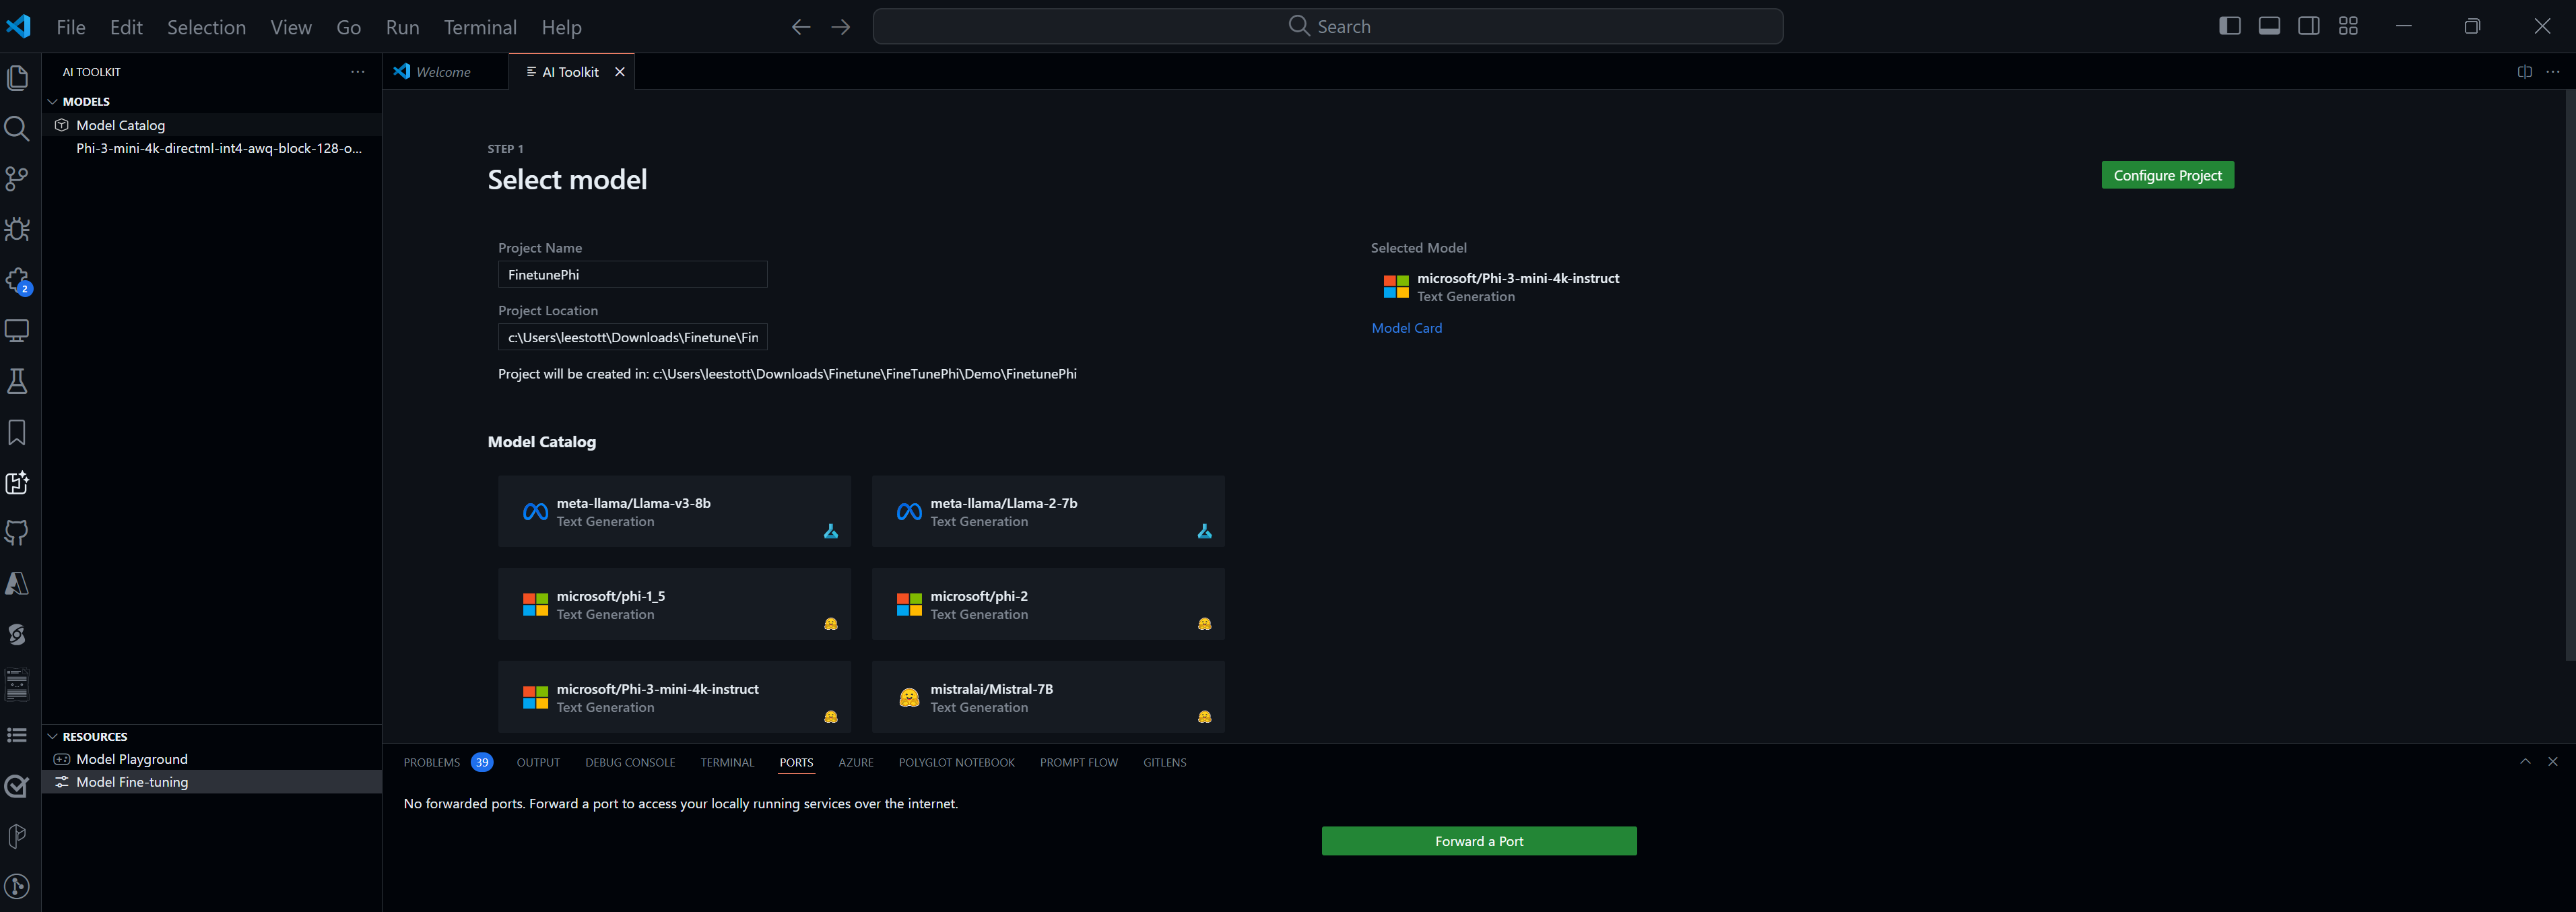 File Edit Selection View Go Run Terminal Help
Search
AI TOOLKIT
MODELS
Model Catalog
Phi-3-mini-4k-directml-int4-awq-block-128-o...
2
RESOURCES
Model Playground
Model Fine-tuning
Welcome
AI Toolkit
STEP 1
Select model
Configure Project
Project Name
FinetunePhi
Project Location
c:\Users\leestott\Downloads\Finetune\Fin
Project will be created in: c:\Users\leestott\Downloads\Finetune\FineTunePhi\Demo\FinetunePhi
Selected Model
microsoft/Phi-3-mini-4k-instruct
Text Generation
Model Card
Model Catalog
meta-llama/Llama-v3-8b
Text Generation
meta-llama/Llama-2-7b
Text Generation
microsoft/phi-1_5
Text Generation
microsoft/phi-2
Text Generation
microsoft/Phi-3-mini-4k-instruct
Text Generation
mistralai/Mistral-7B
Text Generation
PROBLEMS 39 OUTPUT DEBUG CONSOLE TERMINAL PORTS AZURE POLYGLOT NOTEBOOK PROMPT FLOW GITLENS
No forwarded ports. Forward a port to access your locally running services over the internet.
Forward a Port